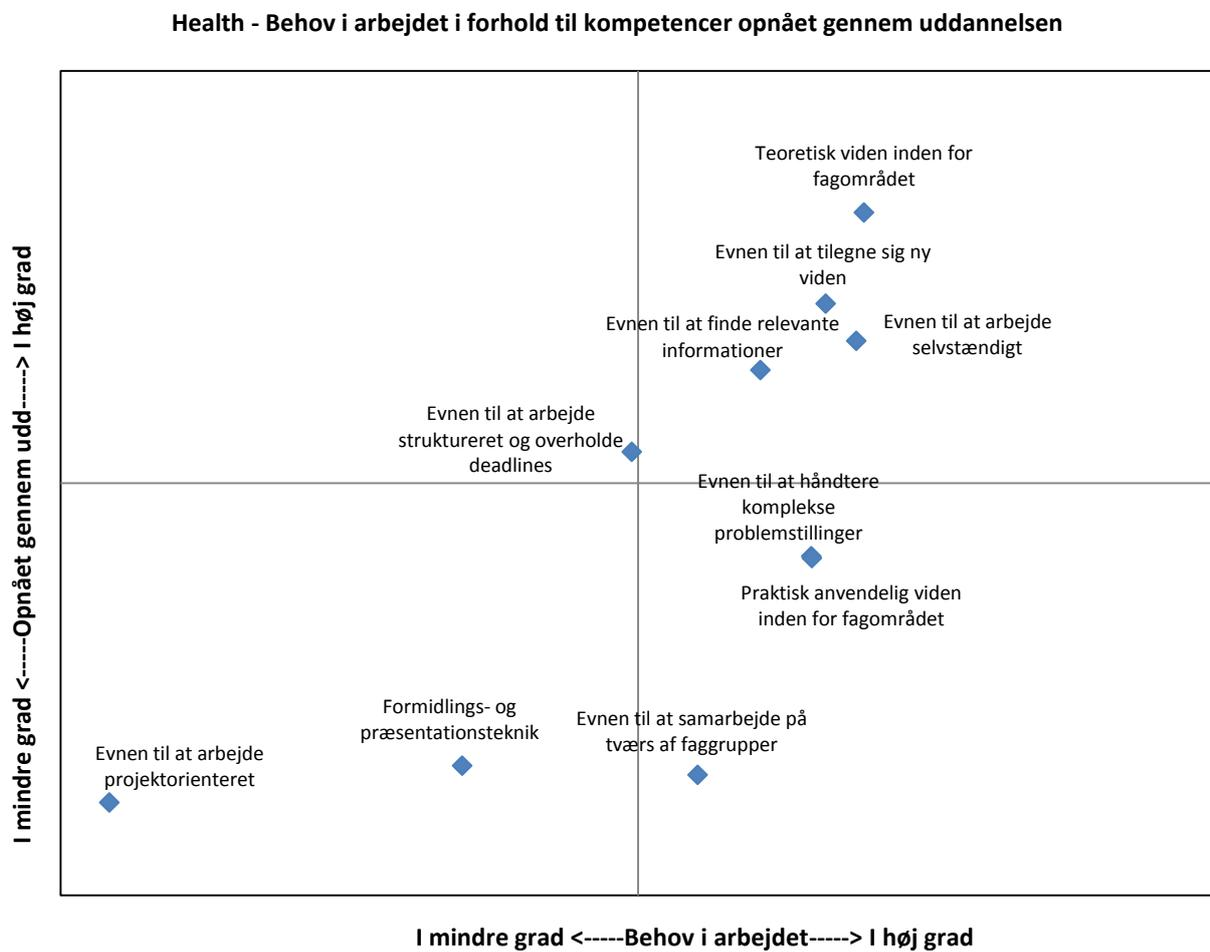 Health - Behov i arbejdet i forhold til kompetencer opnået gennem uddannelsen
Teoretisk viden inden for
fagområdet
Evnen til at tilegne sig ny
viden
Evnen til at finde relevante
informationer
Evnen til at arbejde
selvstændigt
Evnen til at arbejde
struktureret og overholde
deadlines
Evnen til at håndtere
komplekse
problemstillinger
Praktisk anvendelig viden
inden for fagområdet
Formidlings- og
præsentationsteknik
Evnen til at samarbejde på
tværs af faggrupper
Evnen til at arbejde
projektorienteret
I mindre grad <-----Opnået gennem udd-----> I høj grad
I mindre grad <-----Behov i arbejdet-----> I høj grad